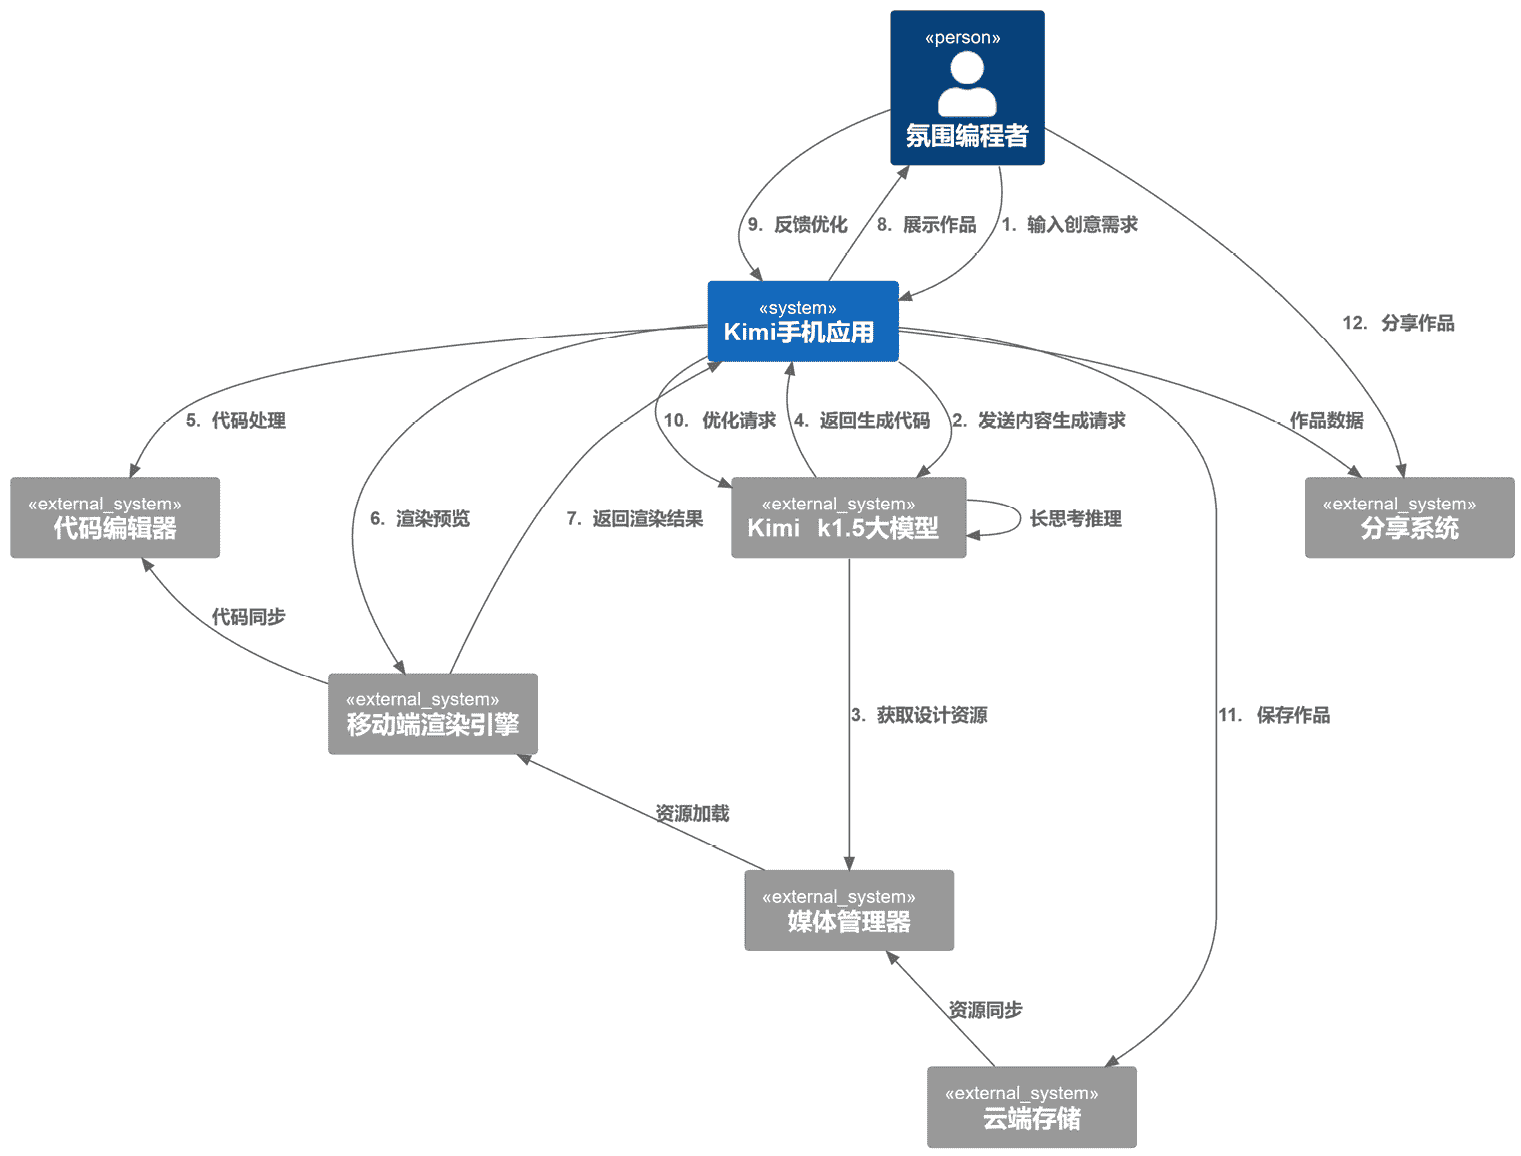 «person»
氛围编程者
9. 反馈优化
8. 展示作品
1. 输入创意需求
«system»
Kimi手机应用
12. 分享作品
5. 代码处理
10. 优化请求
4. 返回生成代码
2. 发送内容生成请求
作品数据
«external_system»
代码编辑器
6. 渲染预览
7. 返回渲染结果
«external_system»
Kimi k1.5大模型
长思考推理
«external_system»
分享系统
代码同步
«external_system»
移动端渲染引擎
3. 获取设计资源
11. 保存作品
资源加载
«external_system»
媒体管理器
资源同步
«external_system»
云端存储